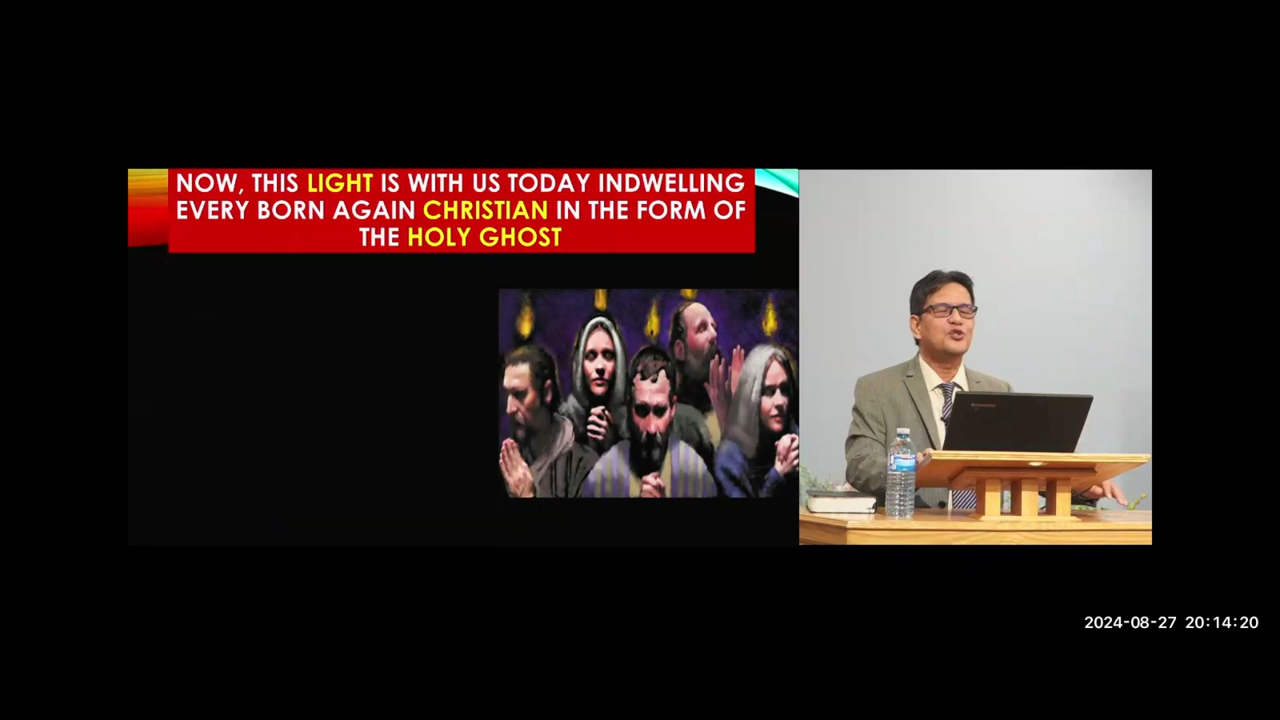 NOW, THIS LIGHT IS WITH US TODAY INDWELLING
EVERY BORN AGAIN CHRISTIAN IN THE FORM OF
THE HOLY GHOST
2024-08-27 20:14:20